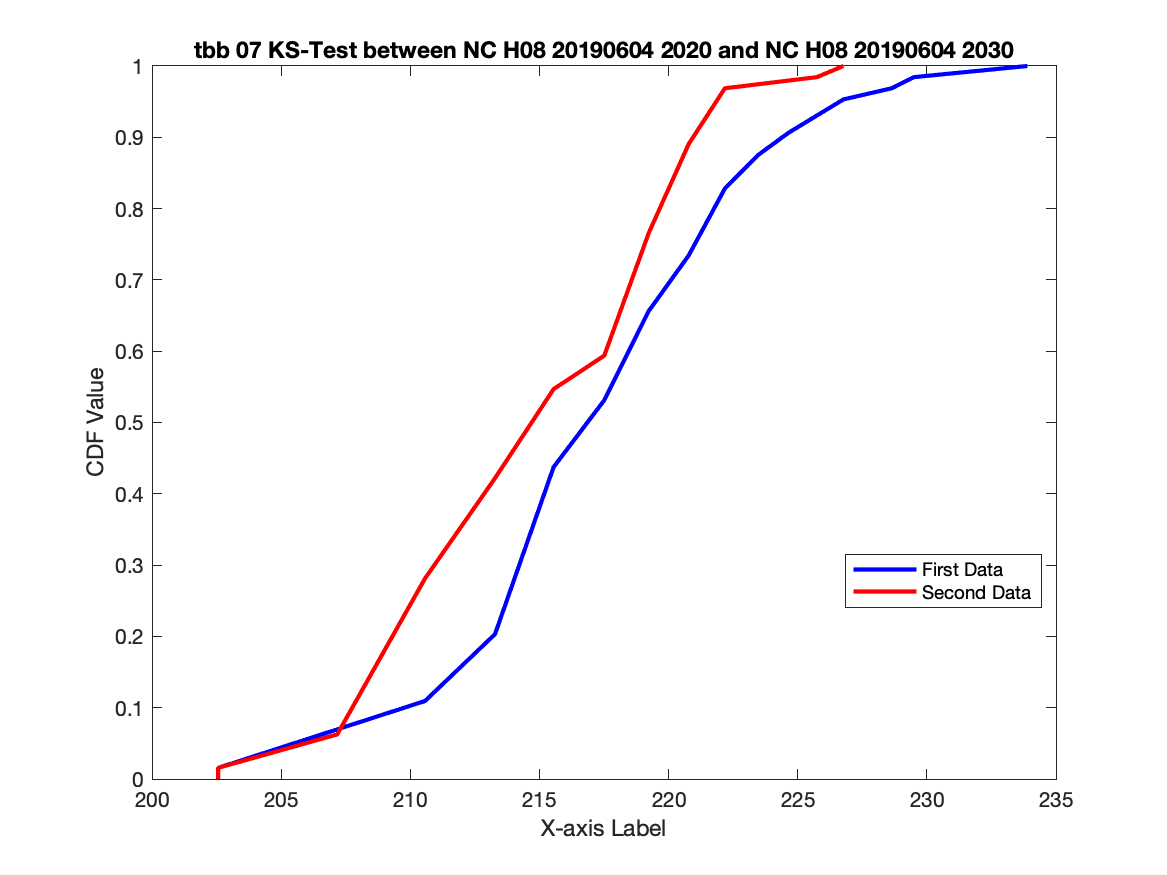 tbb 07 KS-Test between NC H08 20190604 2020 and NC H08 20190604 2030
1
0.9
0.8
0.7
0.6
0.5
0.4
0.3
0.2
0.1
0
CDF Value
First Data
Second Data
200 205 210 215 220 225 230 235
X-axis Label